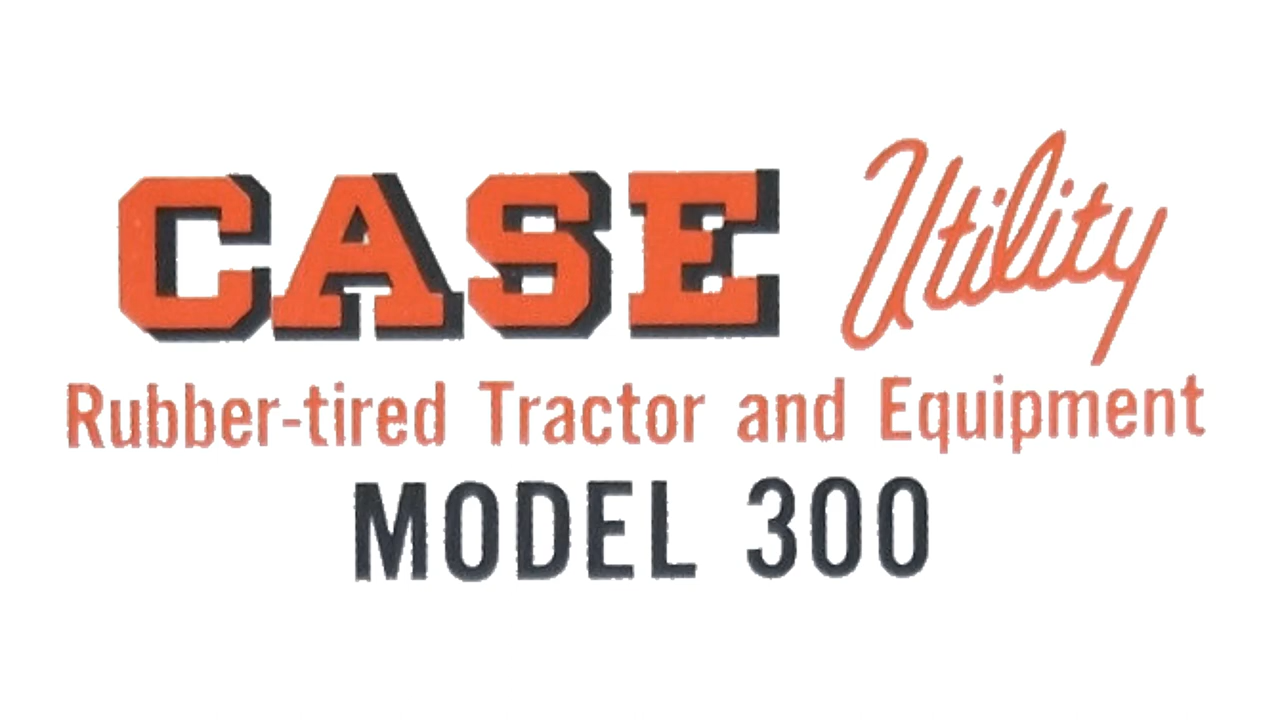 CASE Utility
Rubber-tired Tractor and Equipment
MODEL 300